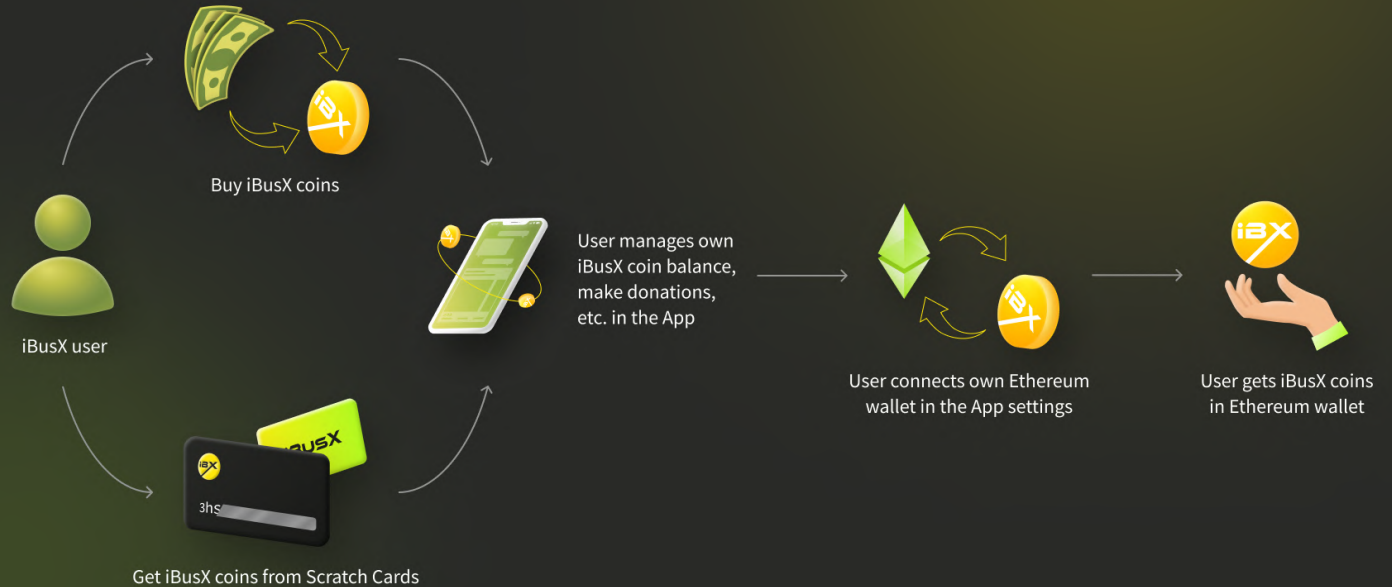 iBX
Buy iBusX coins
iBusX user
User manages own
iBusX coin balance,
make donations,
etc. in the App
iBX
User connects own Ethereum
wallet in the App settings
iBX
User gets iBusX coins
in Ethereum wallet
iBusX
iBX
3hs
Get iBusX coins from Scratch Cards